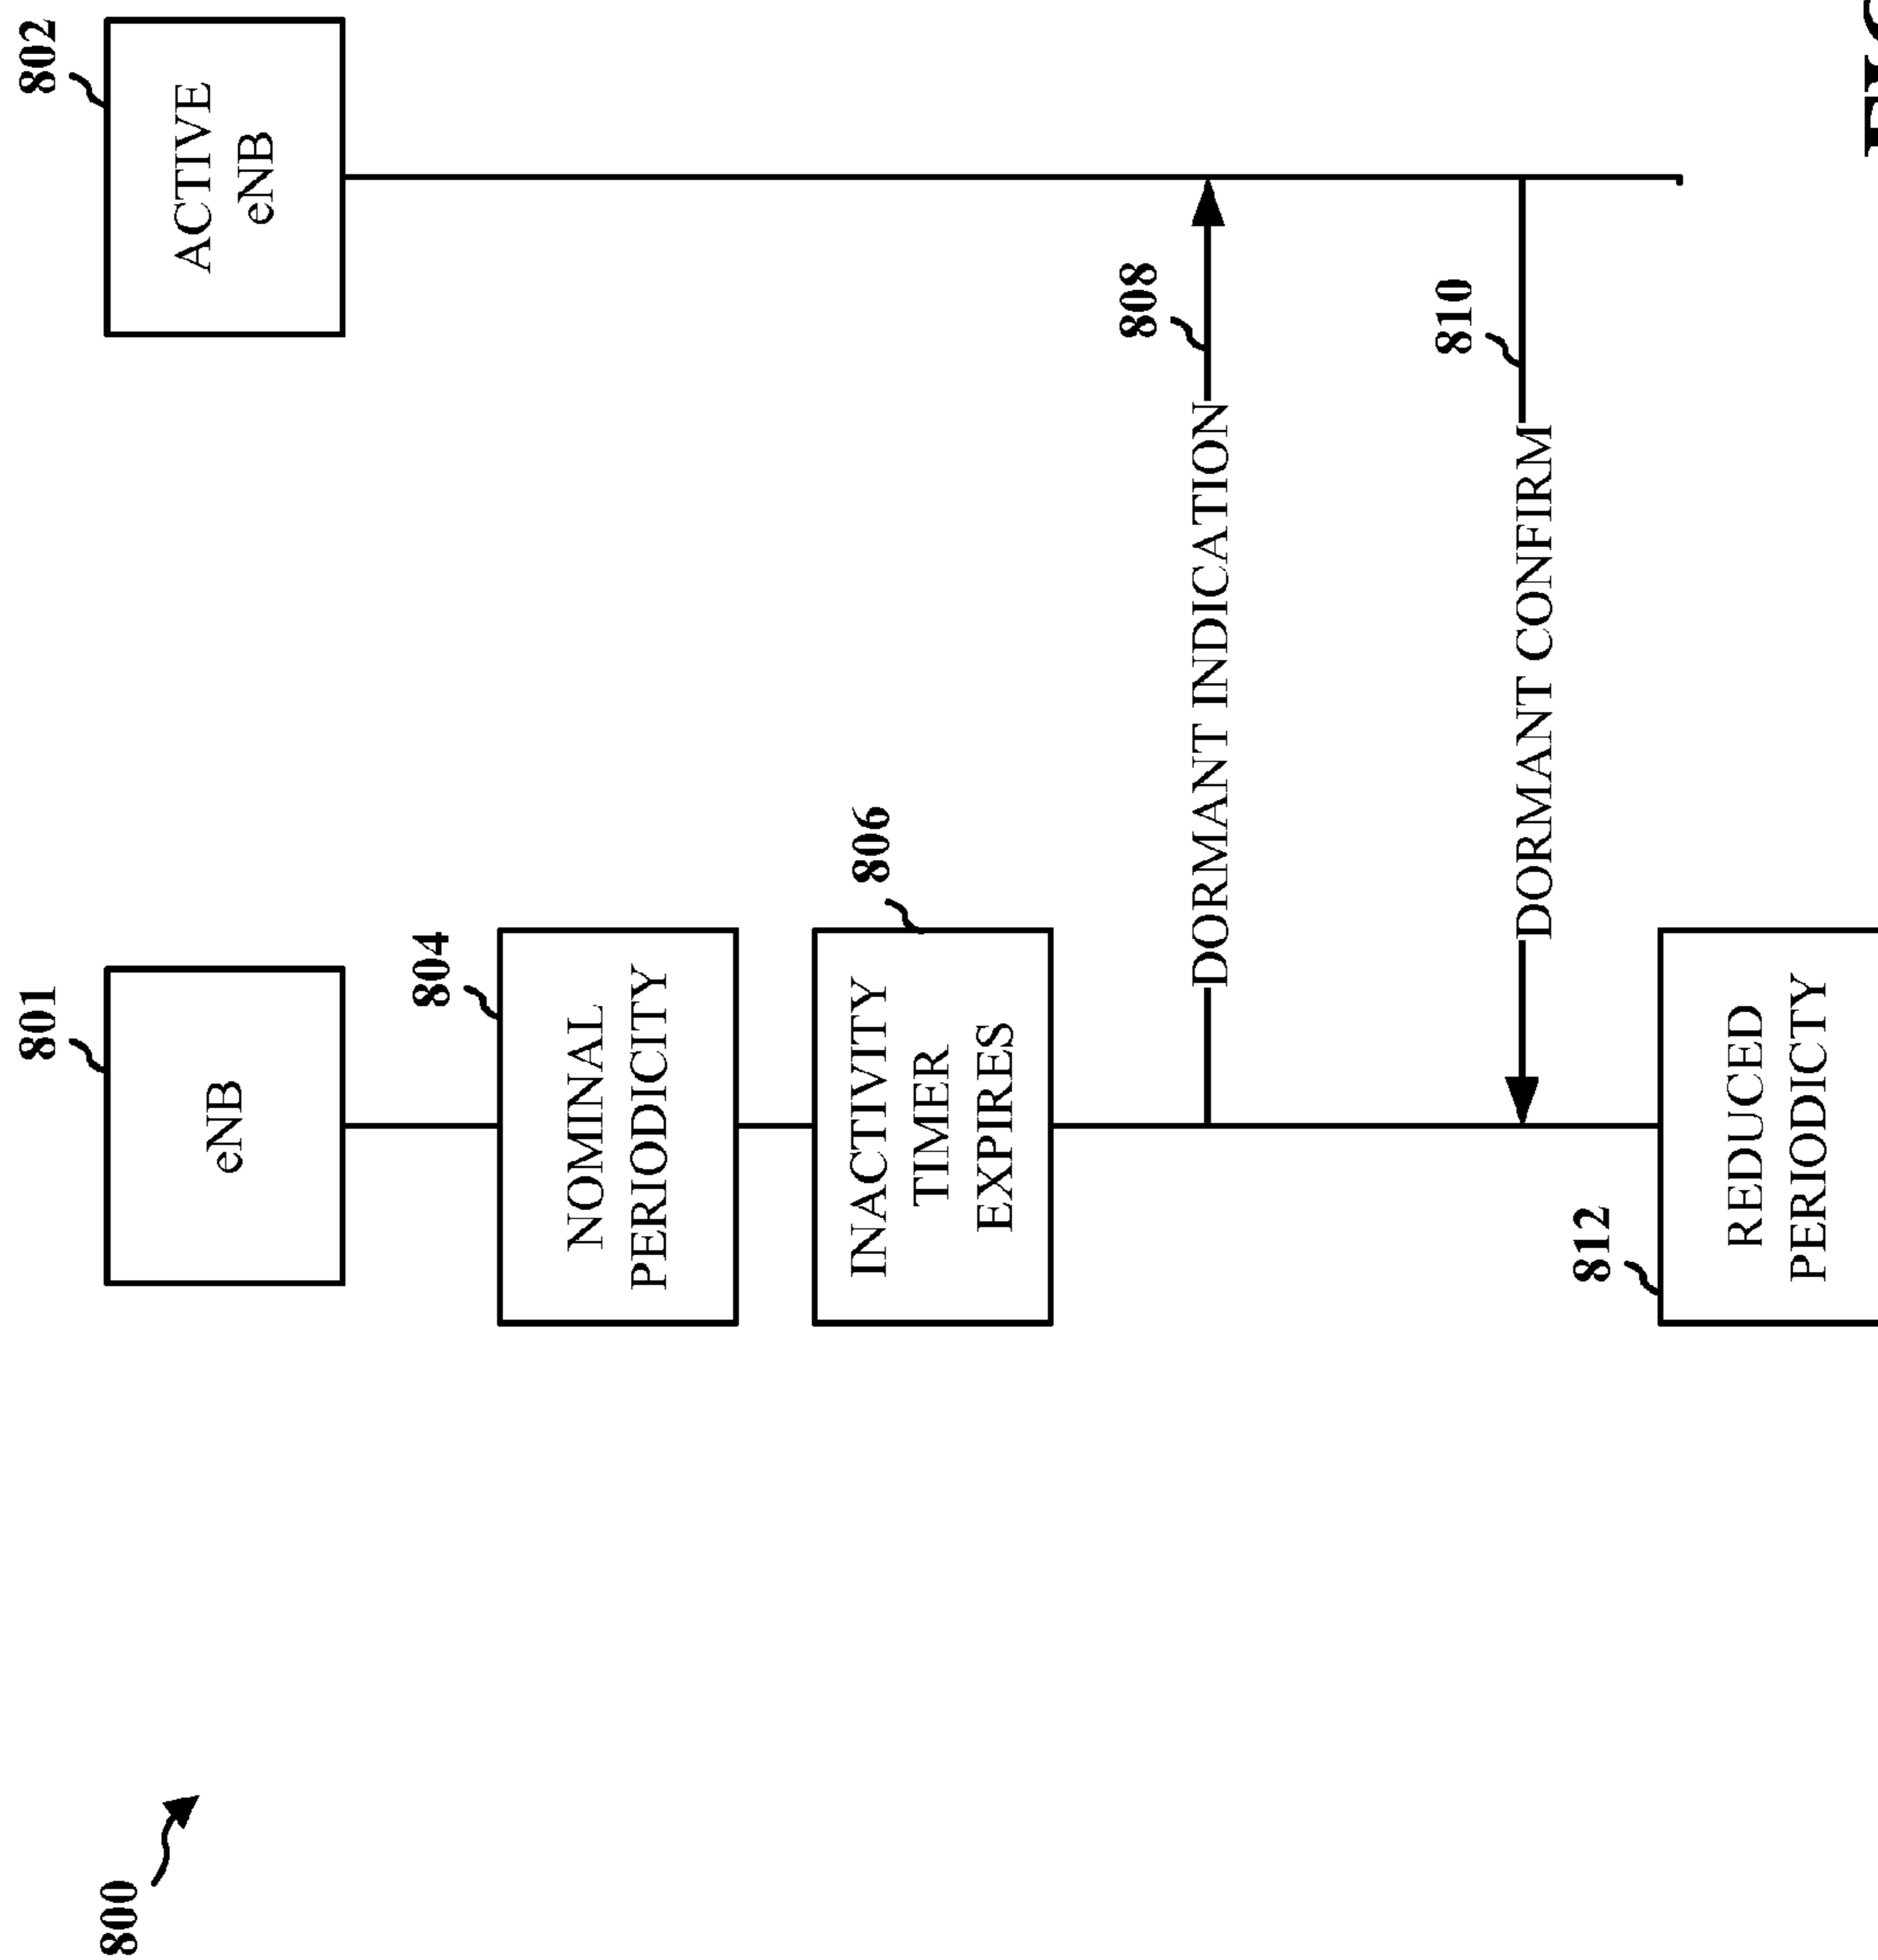 801
802
800
eNB
ACTIVE
eNB
804
NOMINAL
PERIODICITY
806
INACTIVITY
TIMER
EXPIRES
808
DORMANT INDICATION
810
DORMANT CONFIRM
812
REDUCED
PERIODICTY